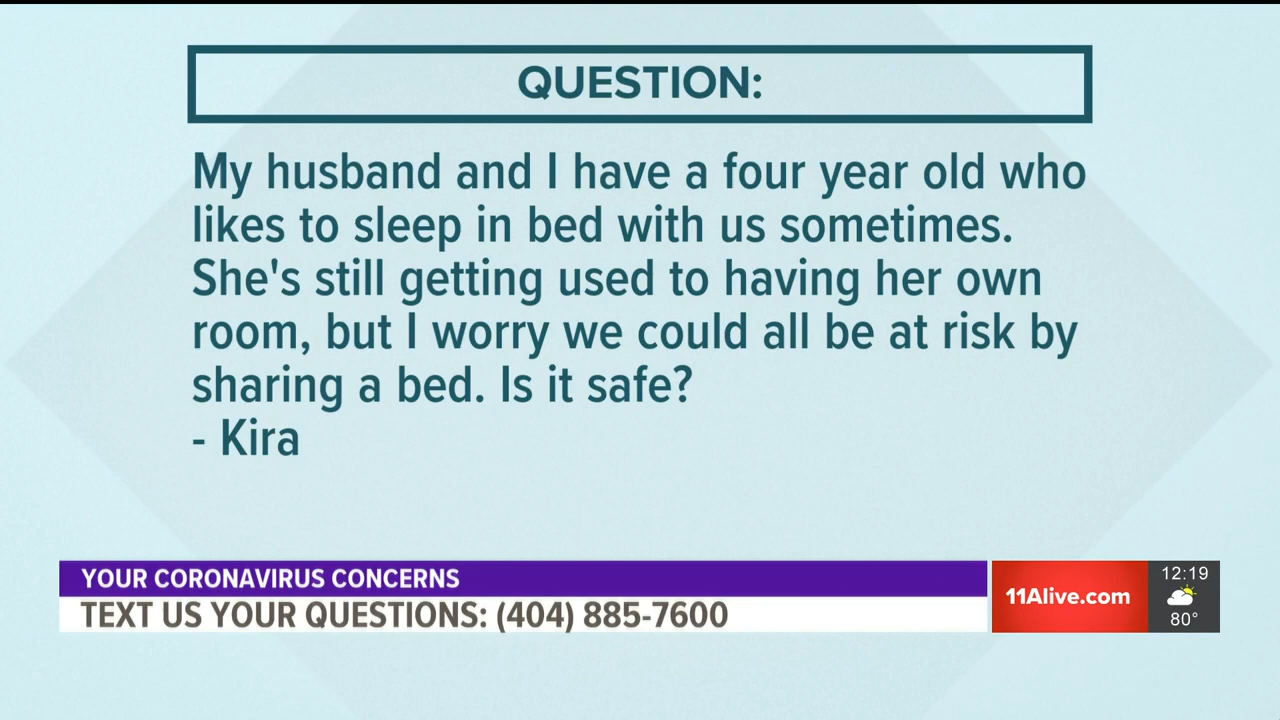 QUESTION:
My husband and I have a four year old who
likes to sleep in bed with us sometimes.
She's still getting used to having her own
room, but I worry we could all be at risk by
sharing a bed. Is it safe?
- Kira
YOUR CORONAVIRUS CONCERNS
TEXT US YOUR QUESTIONS: (404) 885-7600
11Alive.com
12:19
80°